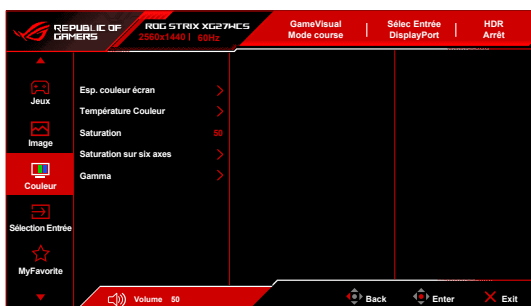 REPUBLIC OF
GAMERS
ROG STRIX XG27HCS
2560x1440 | 60Hz
GameVisual
Mode course
Sélec Entrée
DisplayPort
HDR
Arrêt
Jeux
Image
Couleur
Sélection Entrée
MyFavorite
Esp. couleur écran
Température Couleur
Saturation 50
Saturation sur six axes
Gamma
Volume 50
Back
Enter
Exit